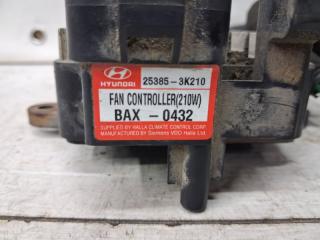 HYUNDAI
25385-3K210
FAN CONTROLLER(210W)
BAX - 0432
SUPPLIED BY HALLA CLIMATE CONTROL CORP.
MANUFACTURED BY Siemens VDO Halla Ltd.